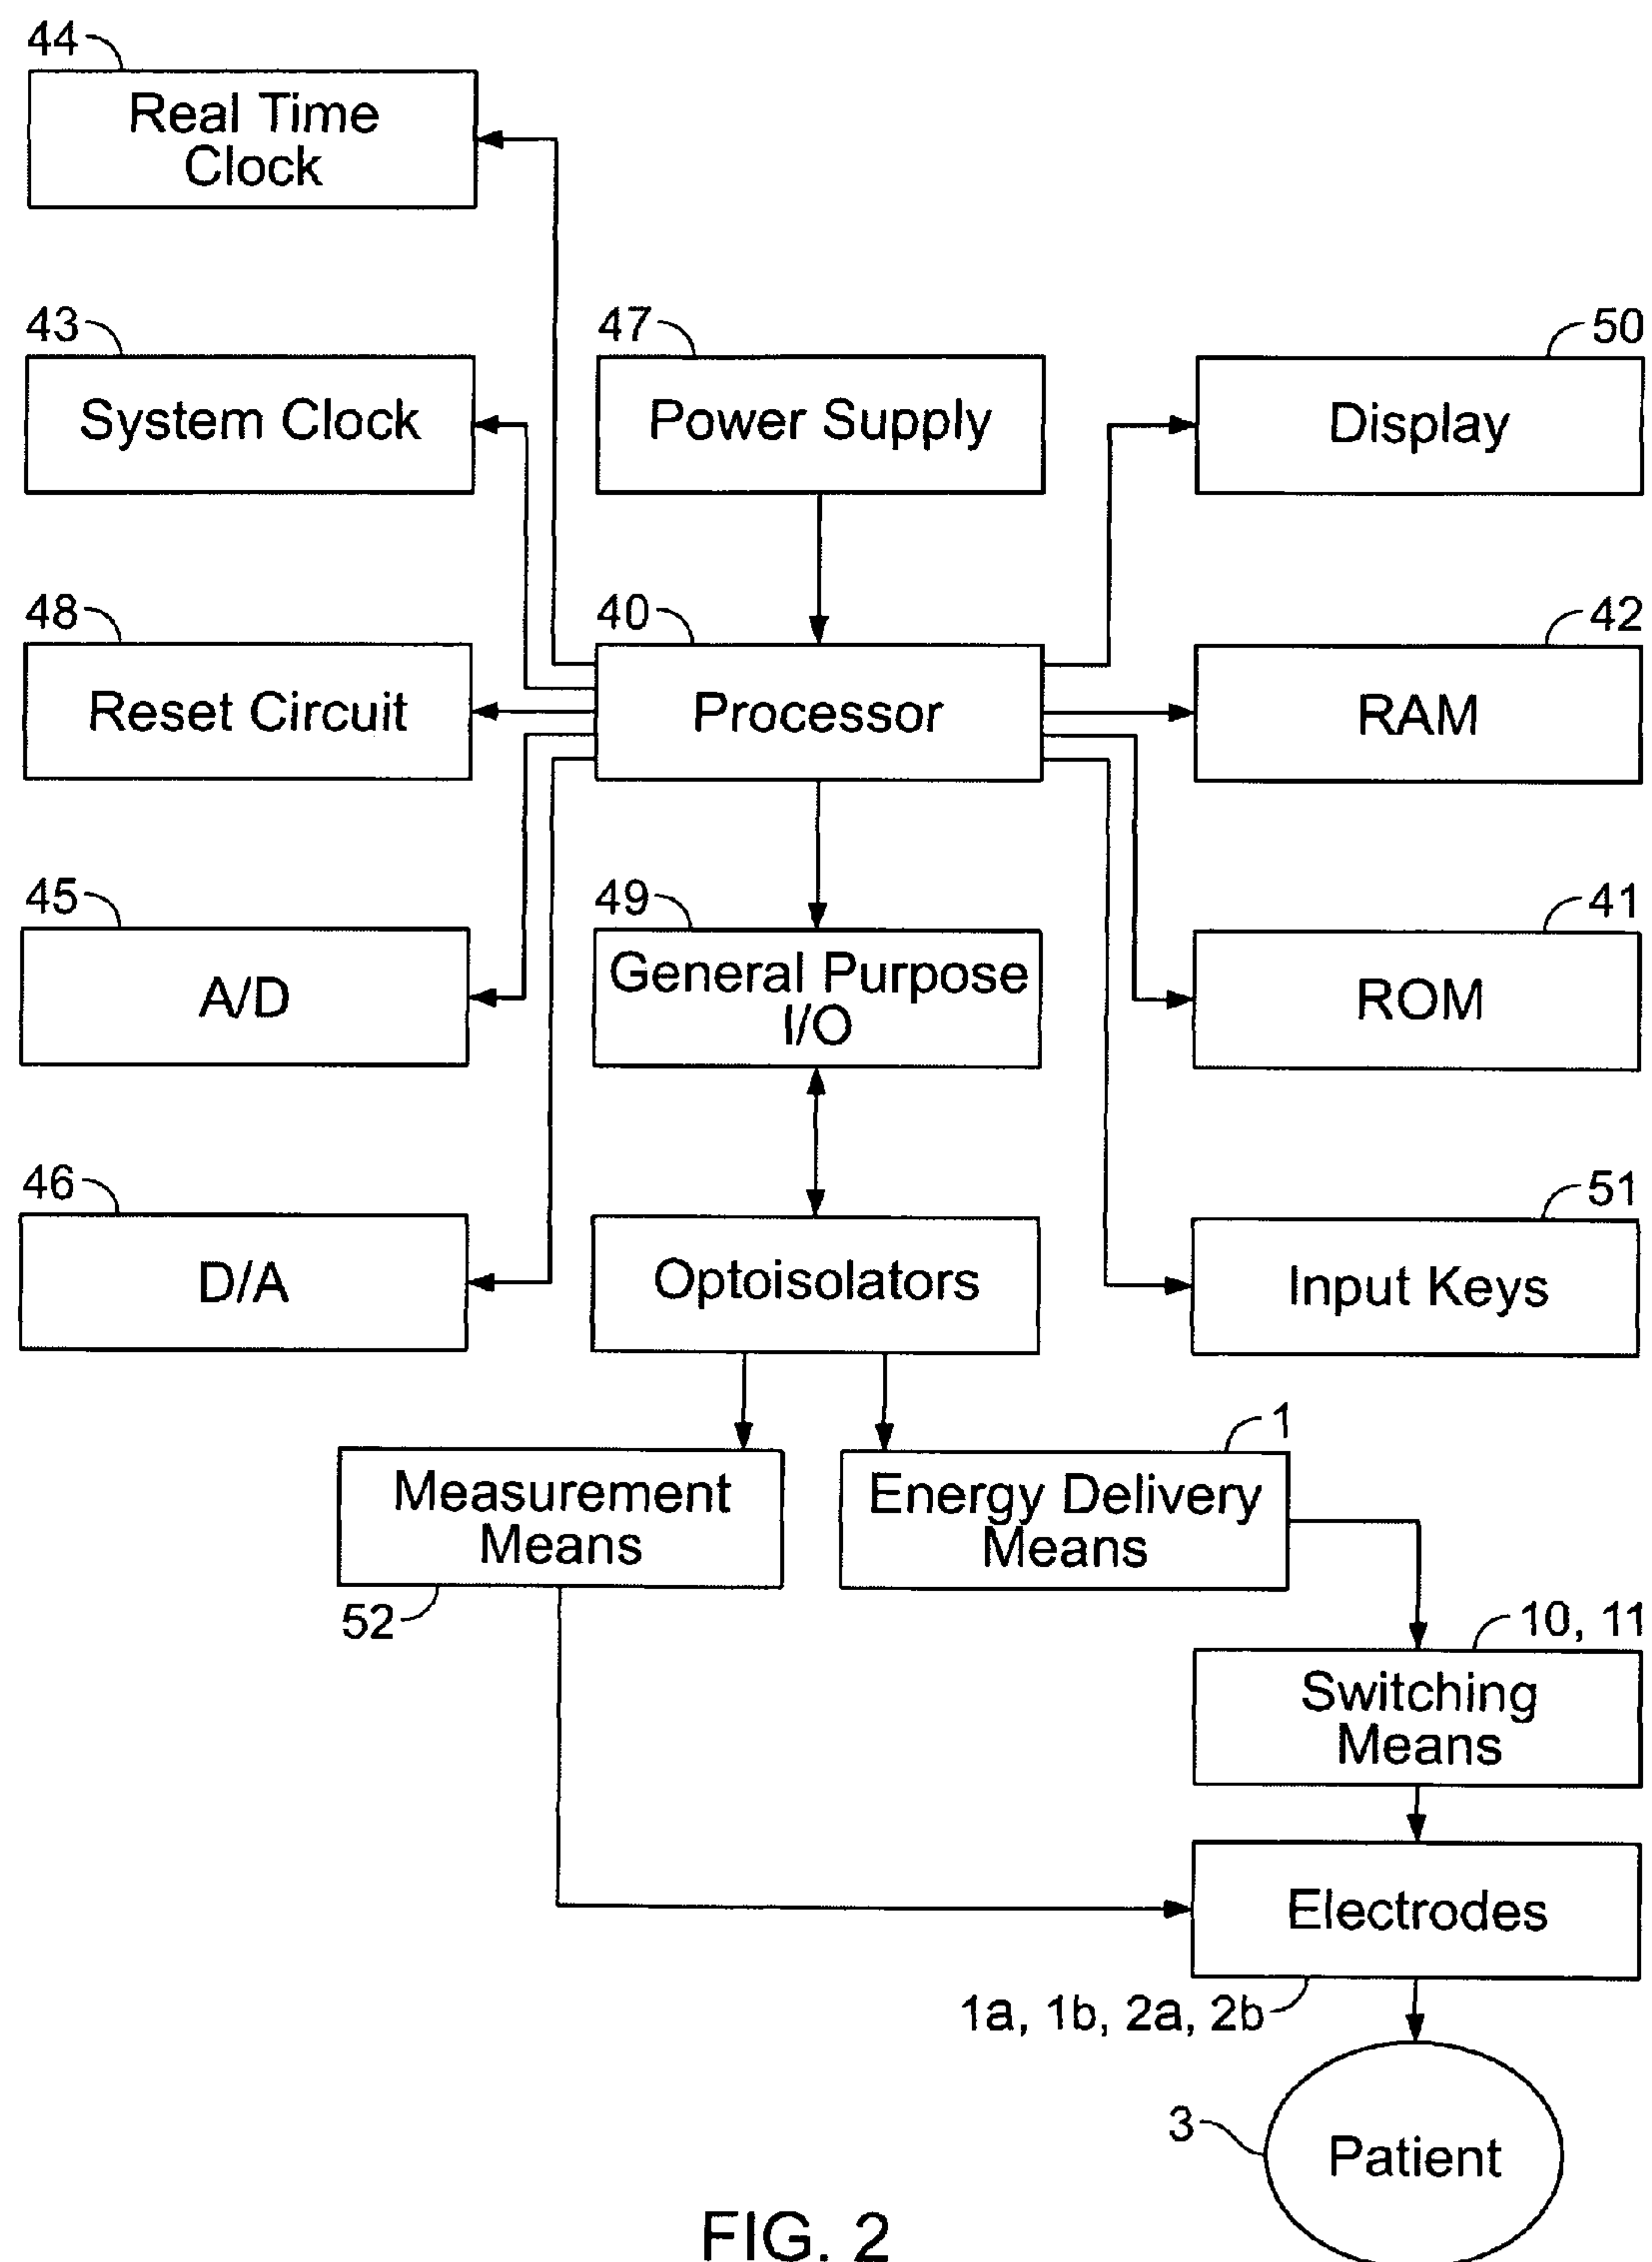 44
Real Time
Clock
43
System Clock
47
Power Supply
50
Display
48
Reset Circuit
40
Processor
42
RAM
45
A/D
49
General Purpose
I/O
41
ROM
46
D/A
Optoisolators
51
Input Keys
Measurement
Means
52
1
Energy Delivery
Means
10, 11
Switching
Means
Electrodes
1a, 1b, 2a, 2b
3
Patient
FIG. 2